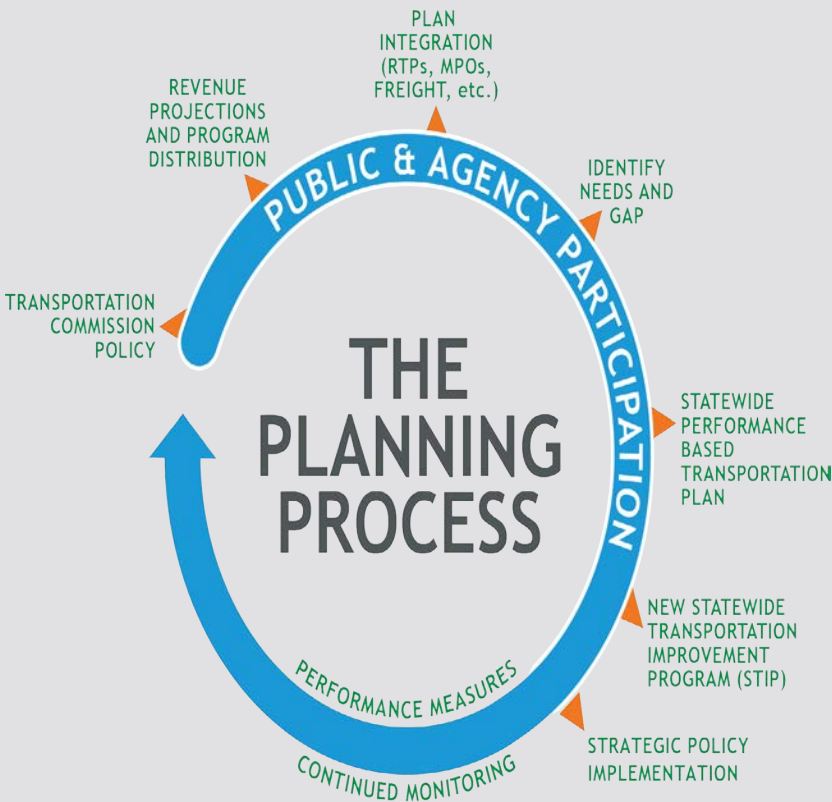 PLAN
INTEGRATION
(RTPs, MPOs,
FREIGHT, etc.)
REVENUE
PROJECTIONS
AND PROGRAM
DISTRIBUTION
PUBLIC & AGENCY PARTICIPATION
IDENTIFY
NEEDS AND
GAP
TRANSPORTATION
COMMISSION
POLICY
THE
PLANNING
PROCESS
STATEWIDE
PERFORMANCE
BASED
TRANSPORTATION
PLAN
NEW STATEWIDE
TRANSPORTATION
IMPROVEMENT
PROGRAM (STIP)
PERFORMANCE MEASURES
STRATEGIC POLICY
IMPLEMENTATION
CONTINUED MONITORING